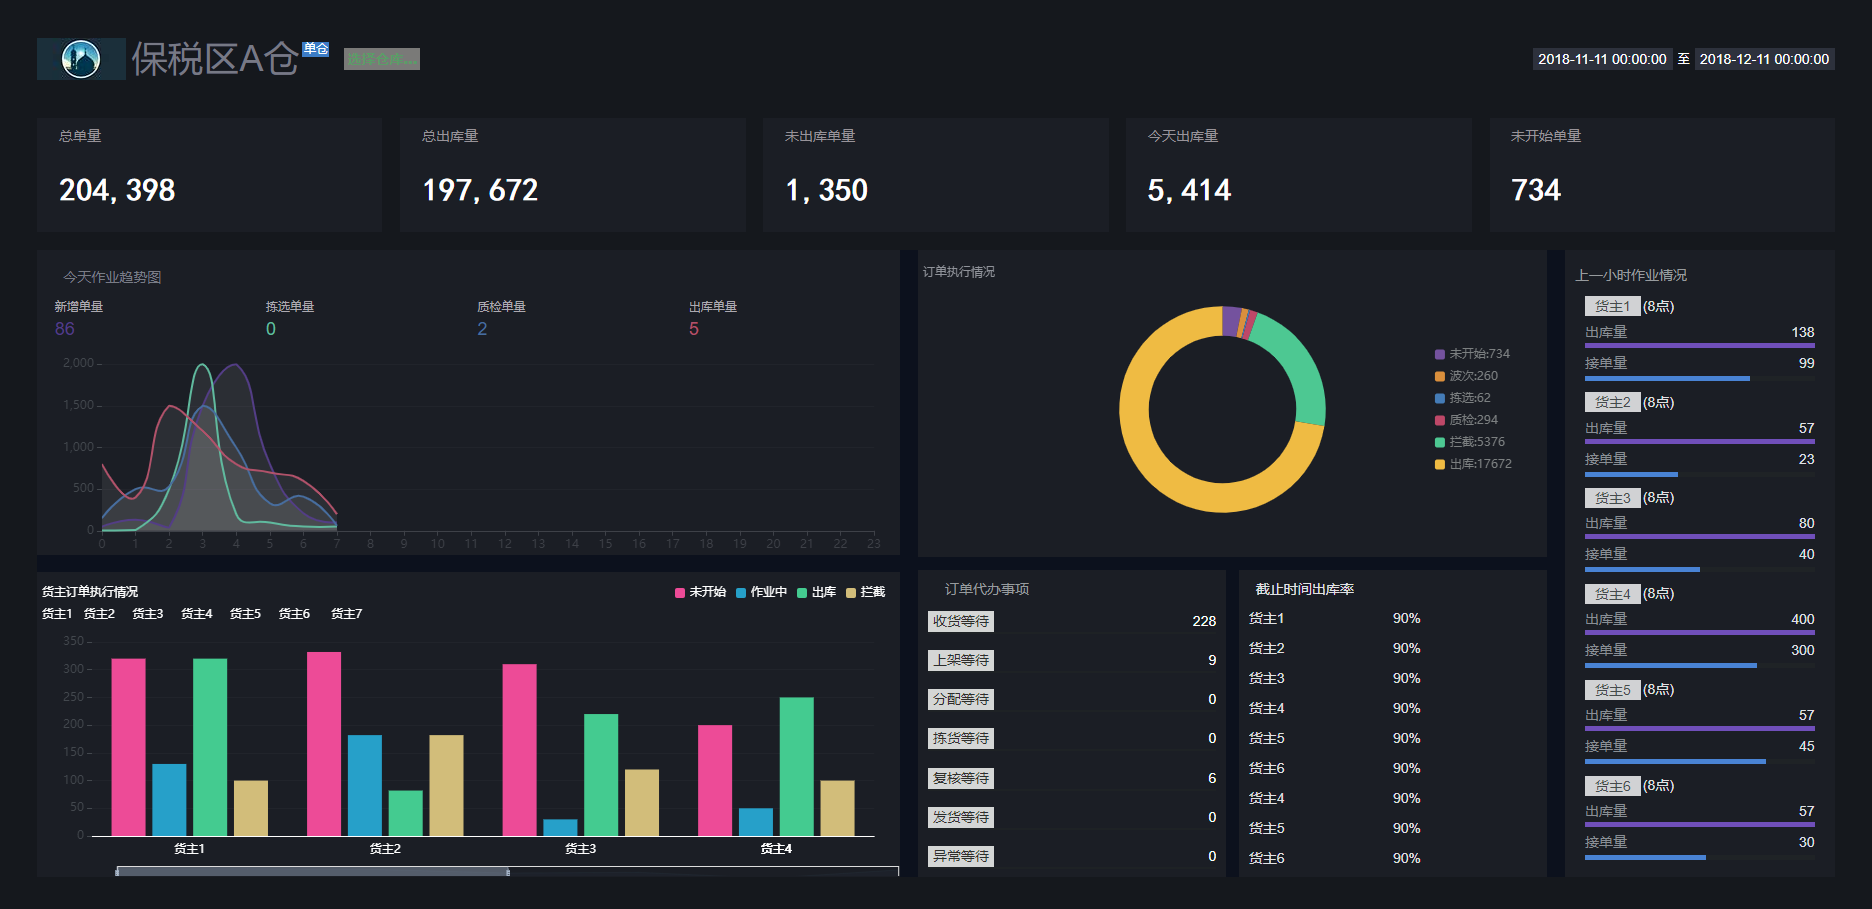 保税区A仓 单仓 选择仓库...
2018-11-11 00:00:00 至 2018-12-11 00:00:00
总单量
204,398
总出库量
197,672
未出库单量
1,350
今天出库量
5,414
未开始单量
734
今天作业趋势图
新增单量 拣选单量 质检单量 出库单量
86 0 2 5
2,000
1,500
1,000
500
0
0 1 2 3 4 5 6 7 8 9 10 11 12 13 14 15 16 17 18 19 20 21 22 23
订单执行情况
未开始:734
波次:260
拣选:62
质检:294
拦截:5376
出库:17672
上一小时作业情况
货主1 (8点)
出库量 138
接单量 99
货主2 (8点)
出库量 57
接单量 23
货主3 (8点)
出库量 80
接单量 40
货主4 (8点)
出库量 400
接单量 300
货主5 (8点)
出库量 57
接单量 45
货主6 (8点)
出库量 57
接单量 30
货主订单执行情况
未开始 作业中 出库 拦截
货主1 货主2 货主3 货主4 货主5 货主6 货主7
350
300
250
200
150
100
50
0
货主1 货主2 货主3 货主4
订单代办事项
收货等待 228
上架等待 9
分配等待 0
拣货等待 0
复核等待 6
发货等待 0
异常等待 0
截止时间出库率
货主1 90%
货主2 90%
货主3 90%
货主4 90%
货主5 90%
货主6 90%
货主4 90%
货主5 90%
货主6 90%